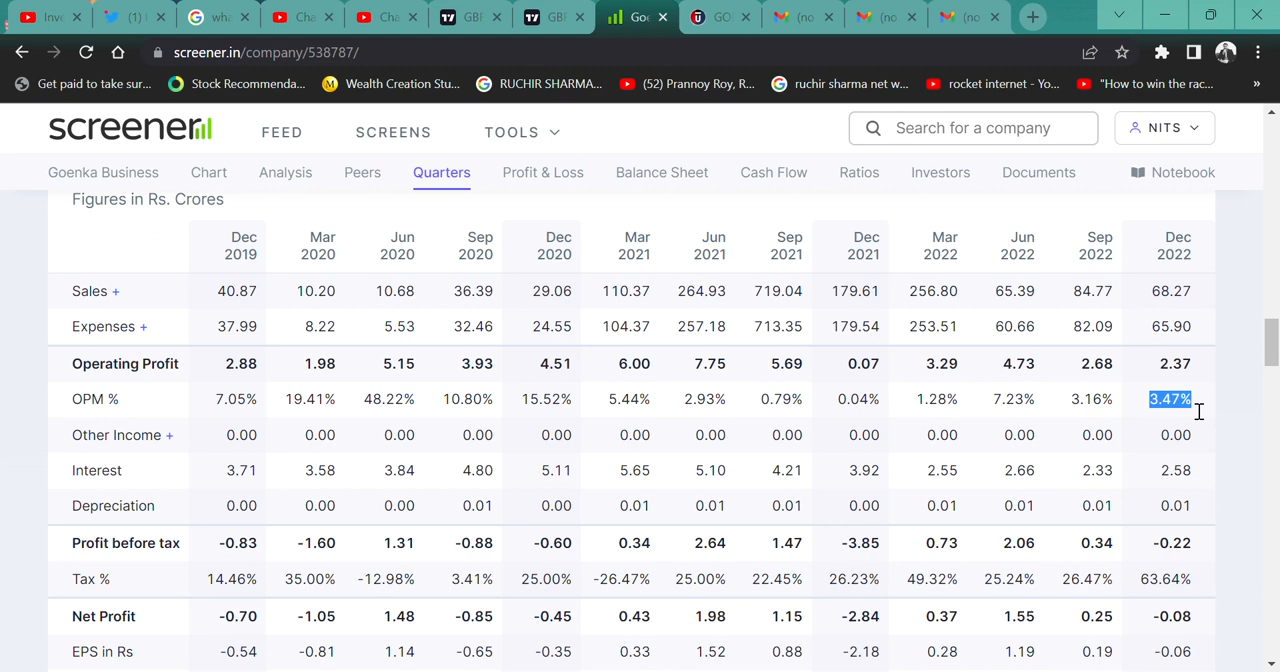 Inve
(1)
wha
Cha
Cha
GBF
GBF
Goe
GO
(no
(no
(no
screener.in/company/538787/
Get paid to take sur...
Stock Recommenda...
Wealth Creation Stu...
RUCHIR SHARMA...
(52) Prannoy Roy, R...
ruchir sharma net w...
rocket internet - Yo...
"How to win the rac...
»
screener
FEED
SCREENS
TOOLS
Search for a company
NITS
Goenka Business
Chart
Analysis
Peers
Quarters
Profit & Loss
Balance Sheet
Cash Flow
Ratios
Investors
Documents
Notebook
Figures in Rs. Crores
Dec 2019 Mar 2020 Jun 2020 Sep 2020 Dec 2020 Mar 2021 Jun 2021 Sep 2021 Dec 2021 Mar 2022 Jun 2022 Sep 2022 Dec 2022
Sales + 40.87 10.20 10.68 36.39 29.06 110.37 264.93 719.04 179.61 256.80 65.39 84.77 68.27
Expenses + 37.99 8.22 5.53 32.46 24.55 104.37 257.18 713.35 179.54 253.51 60.66 82.09 65.90
Operating Profit 2.88 1.98 5.15 3.93 4.51 6.00 7.75 5.69 0.07 3.29 4.73 2.68 2.37
OPM % 7.05% 19.41% 48.22% 10.80% 15.52% 5.44% 2.93% 0.79% 0.04% 1.28% 7.23% 3.16% 3.47%
Other Income + 0.00 0.00 0.00 0.00 0.00 0.00 0.00 0.00 0.00 0.00 0.00 0.00 0.00
Interest 3.71 3.58 3.84 4.80 5.11 5.65 5.10 4.21 3.92 2.55 2.66 2.33 2.58
Depreciation 0.00 0.00 0.00 0.01 0.00 0.01 0.01 0.01 0.00 0.01 0.01 0.01 0.01
Profit before tax -0.83 -1.60 1.31 -0.88 -0.60 0.34 2.64 1.47 -3.85 0.73 2.06 0.34 -0.22
Tax % 14.46% 35.00% -12.98% 3.41% 25.00% -26.47% 25.00% 22.45% 26.23% 49.32% 25.24% 26.47% 63.64%
Net Profit -0.70 -1.05 1.48 -0.85 -0.45 0.43 1.98 1.15 -2.84 0.37 1.55 0.25 -0.08
EPS in Rs -0.54 -0.81 1.14 -0.65 -0.35 0.33 1.52 0.88 -2.18 0.28 1.19 0.19 -0.06